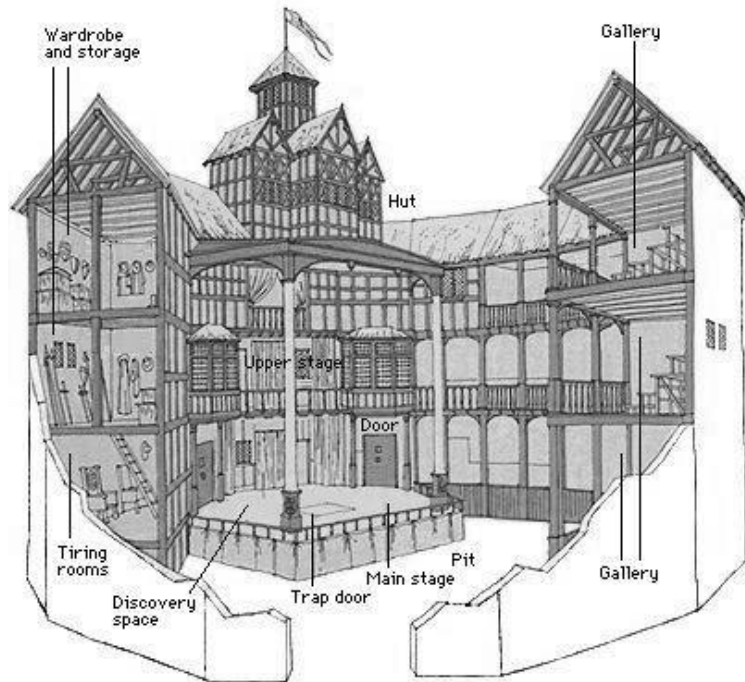 Wardrobe
and storage
Gallery
Hut
Upper stage
Door
Tiring
rooms
Discovery
space
Trap door
Main stage
Pit
Gallery